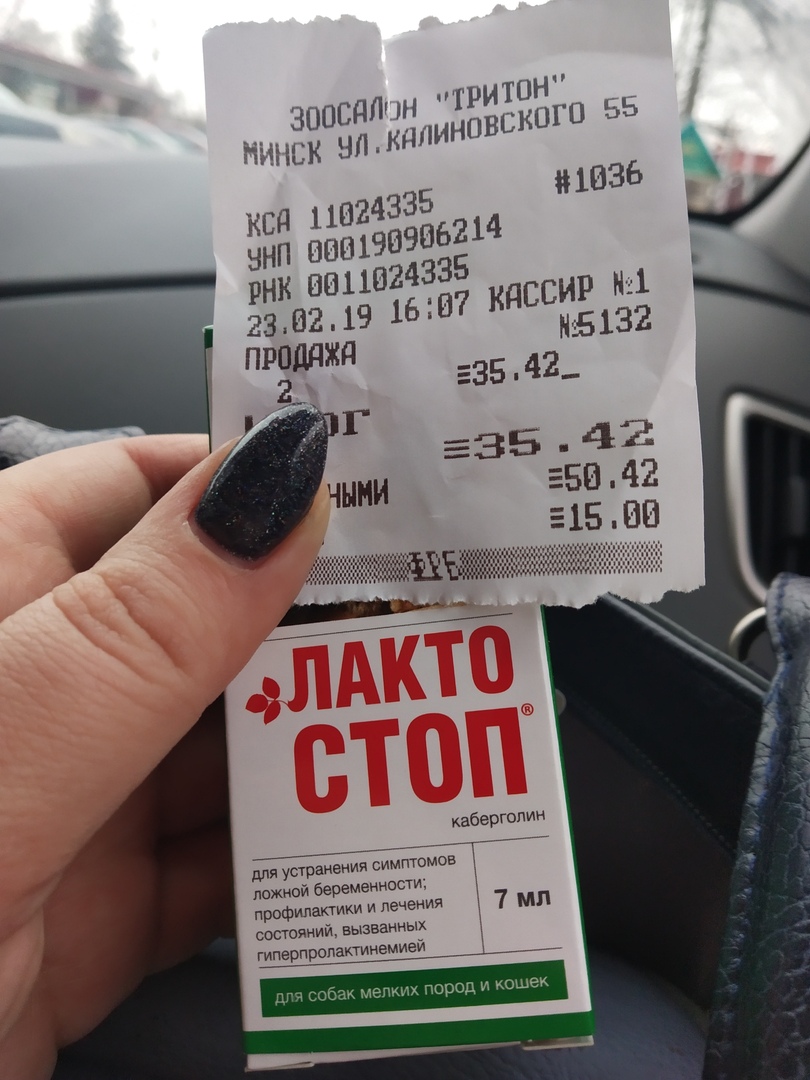 ЗООСАЛОН "ТРИТОН"
МИНСК УЛ.КАЛИНОВСКОГО 55
#1036
КСА 11024335
УНП 000190906214
РНК 0011024335
23.02.19 16:07 КАССИР №1
№5132
ПРОДАЖА
2 ≡35.42_
≡35.42
≡50.42
≡15.00
ЛАКТО
СТОП®
каберголин
для устранения симптомов
ложной беременности;
профилактики и лечения
состояний, вызванных
гиперпролактинемией
7 мл
для собак мелких пород и кошек